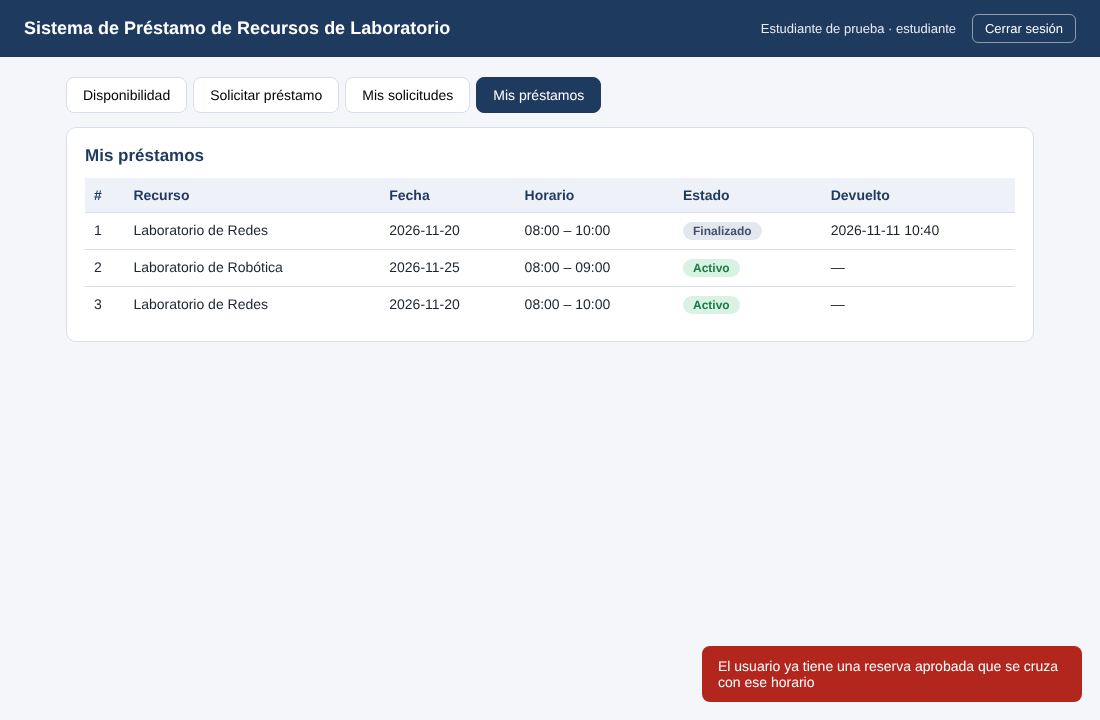 Sistema de Préstamo de Recursos de Laboratorio
Estudiante de prueba · estudiante
Cerrar sesión
Disponibilidad
Solicitar préstamo
Mis solicitudes
Mis préstamos
Mis préstamos
# Recurso Fecha Horario Estado Devuelto
1 Laboratorio de Redes 2026-11-20 08:00 – 10:00 Finalizado 2026-11-11 10:40
2 Laboratorio de Robótica 2026-11-25 08:00 – 09:00 Activo —
3 Laboratorio de Redes 2026-11-20 08:00 – 10:00 Activo —
El usuario ya tiene una reserva aprobada que se cruza
con ese horario